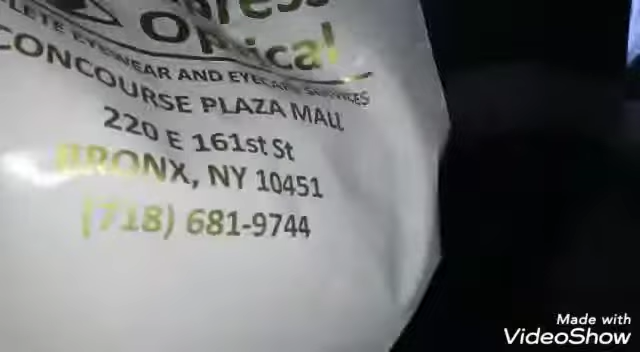 Optical
EYEWEAR AND EYECARE SERVICES
CONCOURSE PLAZA MALL
220 E 161st St
BRONX, NY 10451
(718) 681-9744
Made with
VideoShow